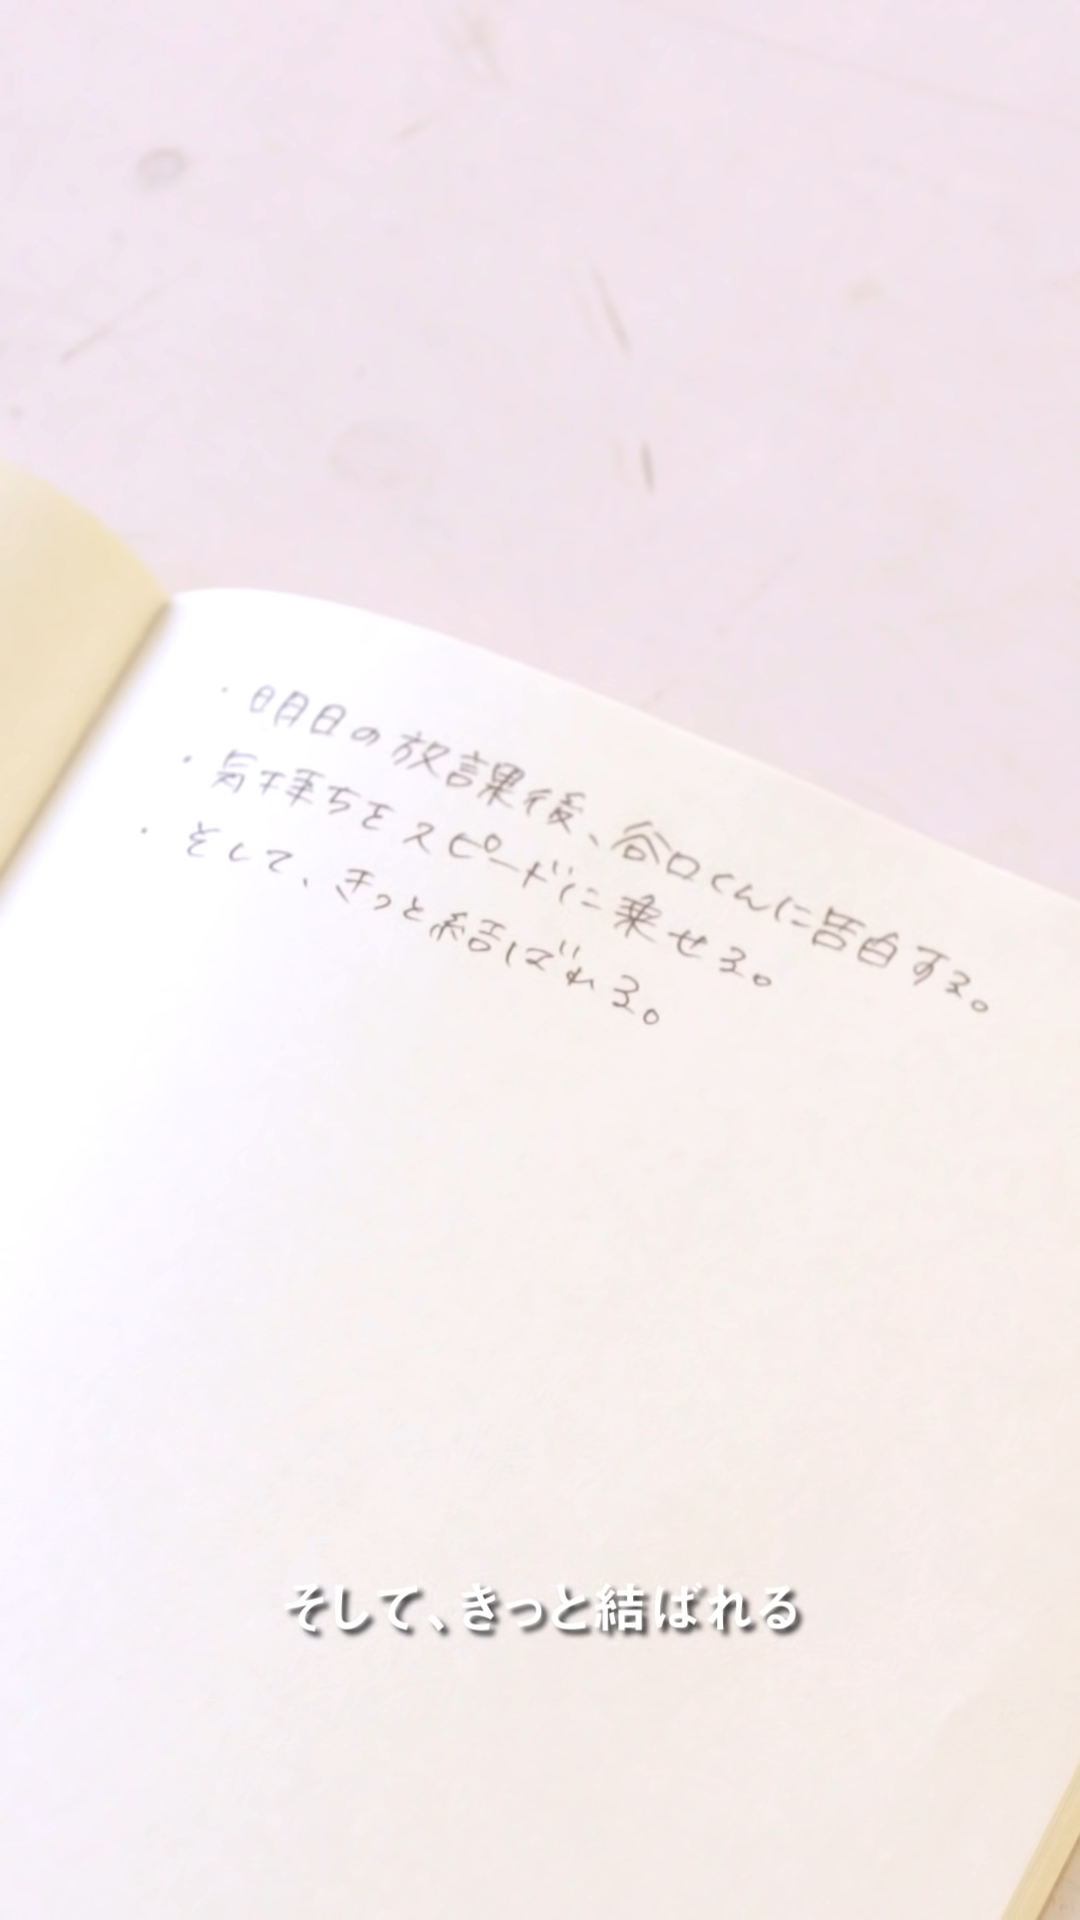 ・明日の放課後、谷口くんに告白する。
・気持ちをスピードに乗せる。
・そして、きっと結ばれる。
そして、きっと結ばれる